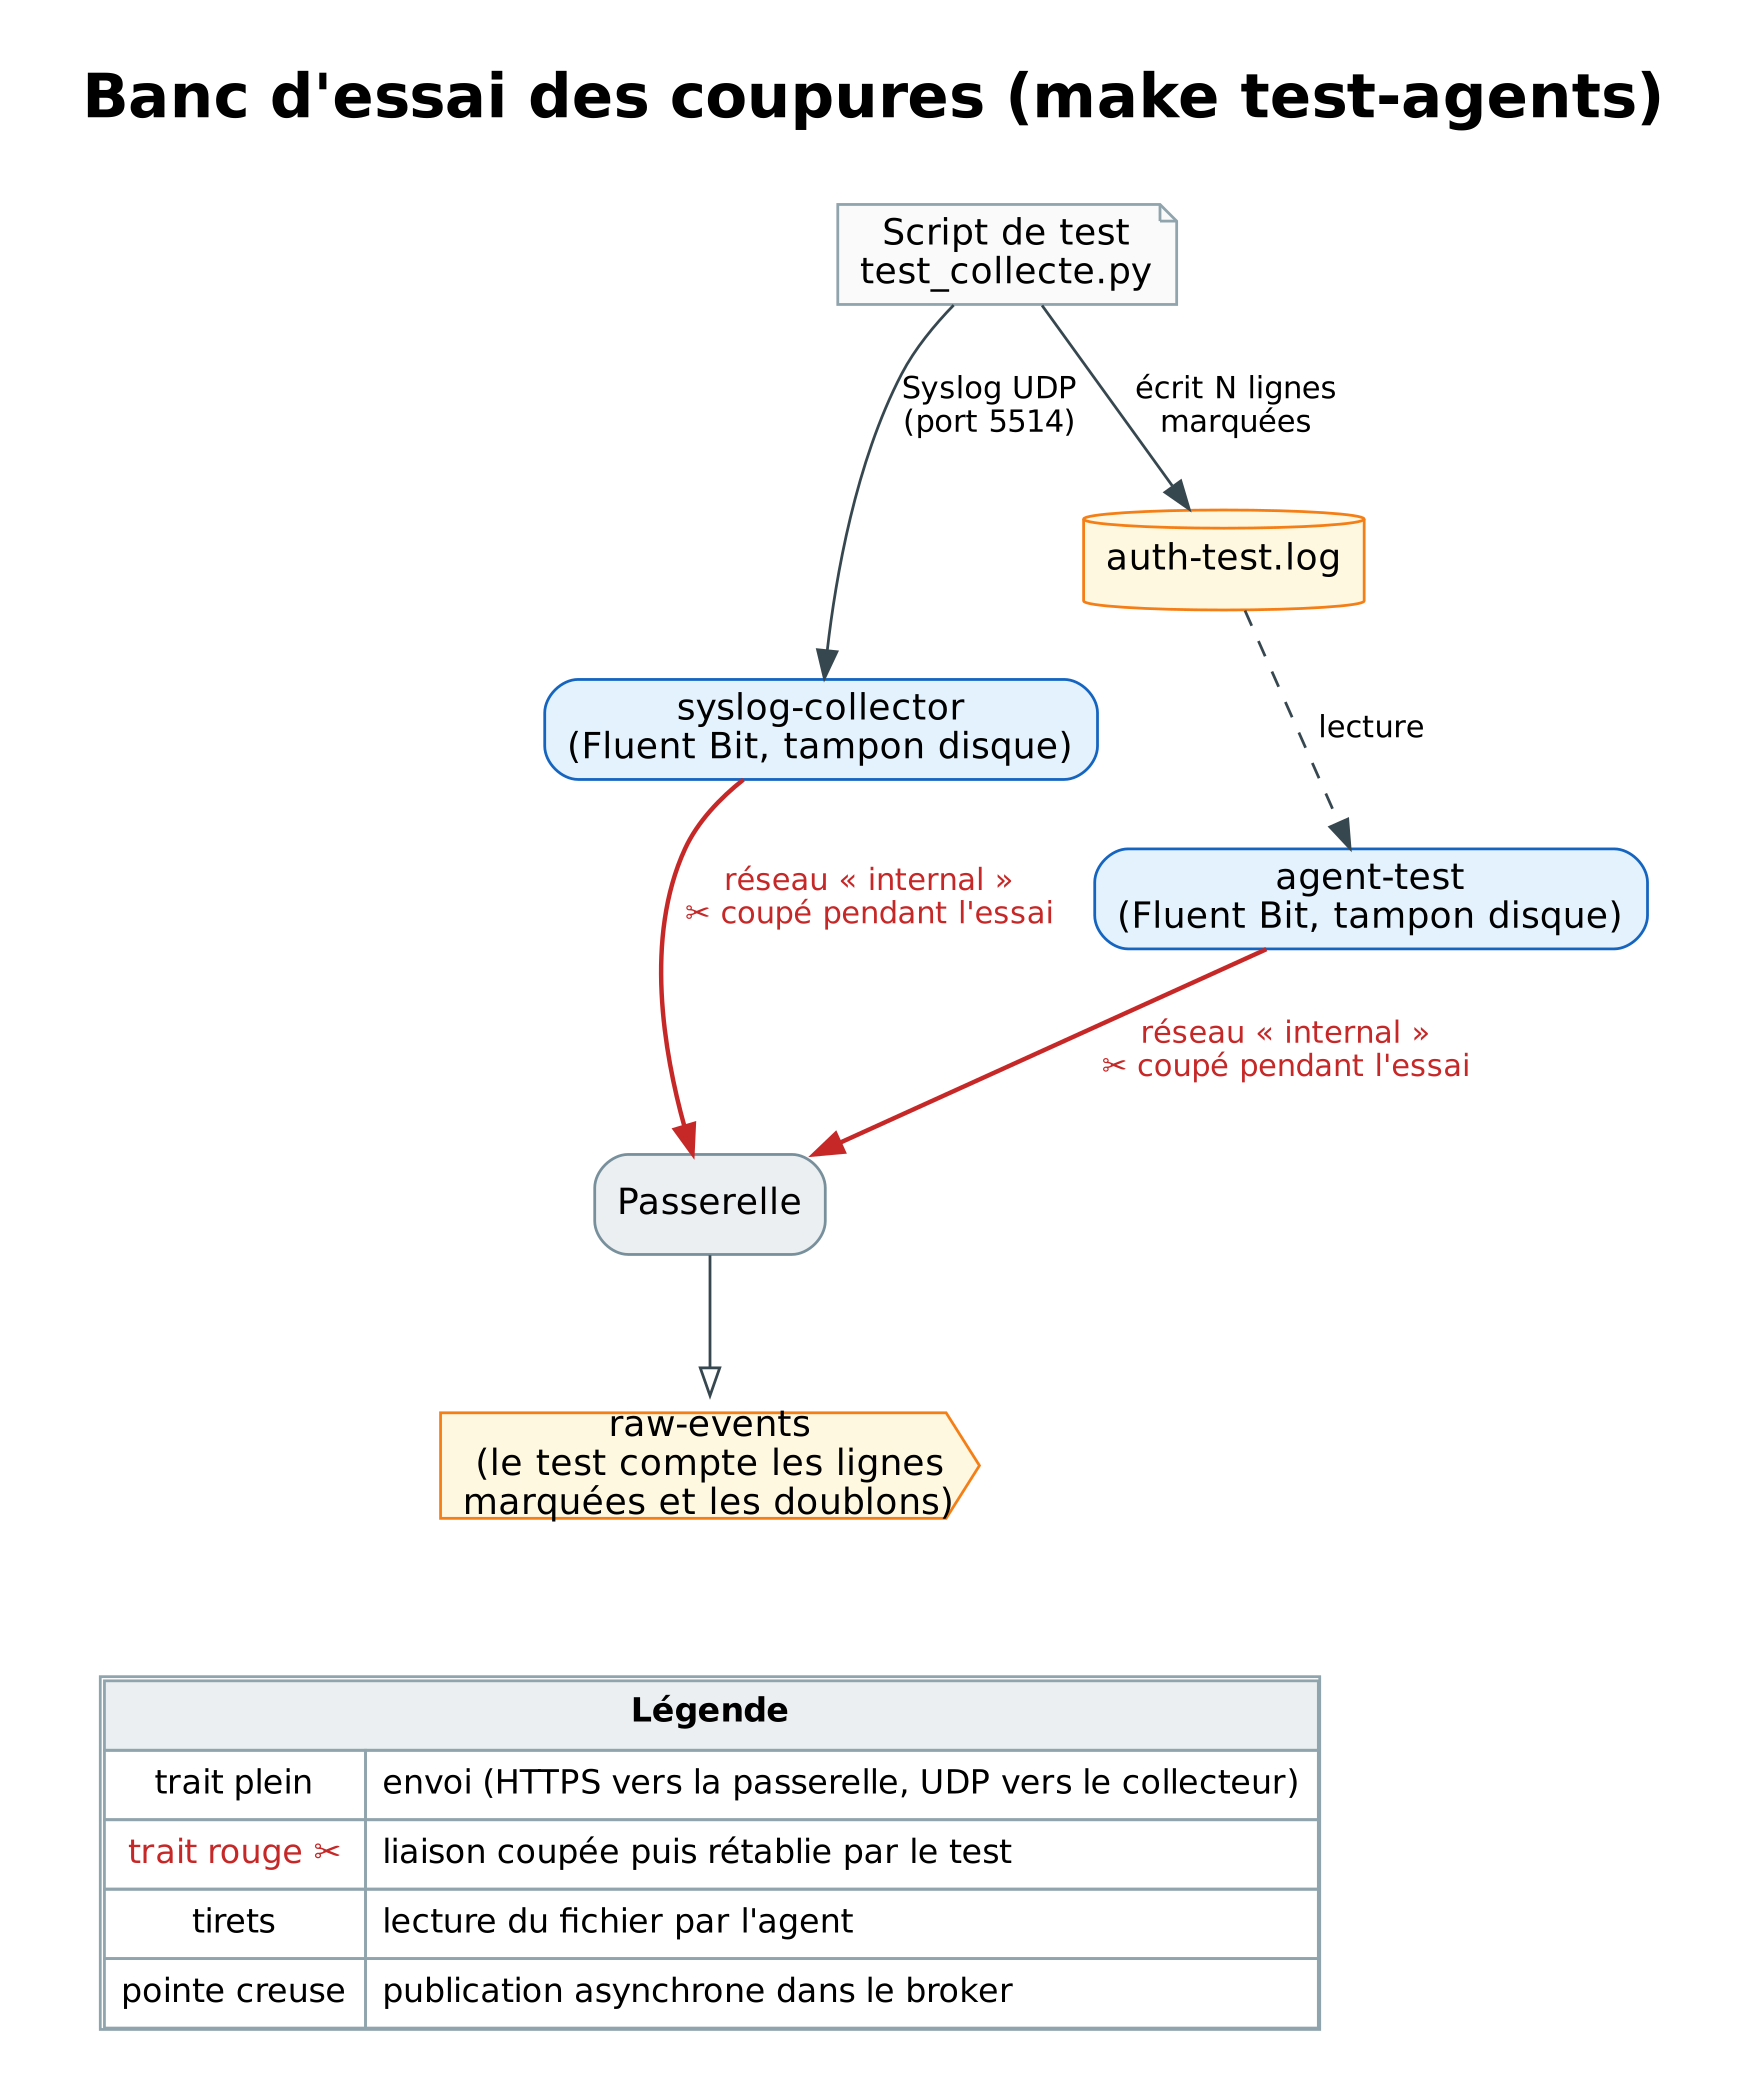 Banc d'essai des coupures (make test-agents)
Script de test
test_collecte.py
Syslog UDP
(port 5514)
écrit N lignes
marquées
auth-test.log
syslog-collector
(Fluent Bit, tampon disque)
lecture
agent-test
(Fluent Bit, tampon disque)
réseau « internal »
✂ coupé pendant l'essai
réseau « internal »
✂ coupé pendant l'essai
Passerelle
raw-events
(le test compte les lignes
marquées et les doublons)
Légende
trait plein envoi (HTTPS vers la passerelle, UDP vers le collecteur)
trait rouge ✂ liaison coupée puis rétablie par le test
tirets lecture du fichier par l'agent
pointe creuse publication asynchrone dans le broker